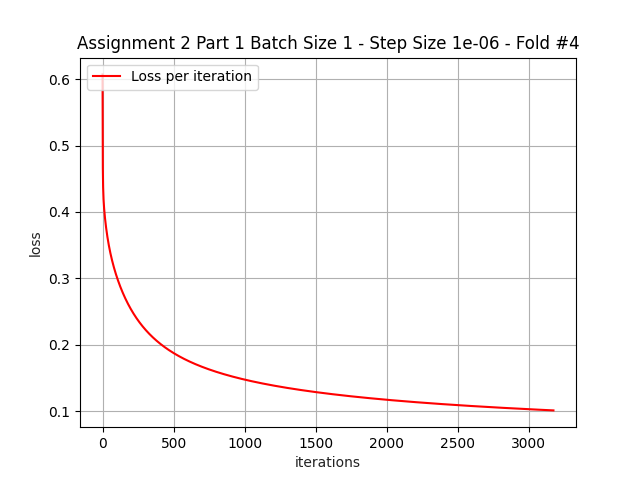 Assignment 2 Part 1 Batch Size 1 - Step Size 1e-06 - Fold #4
Loss per iteration
loss
0.6
0.5
0.4
0.3
0.2
0.1
0 500 1000 1500 2000 2500 3000
iterations